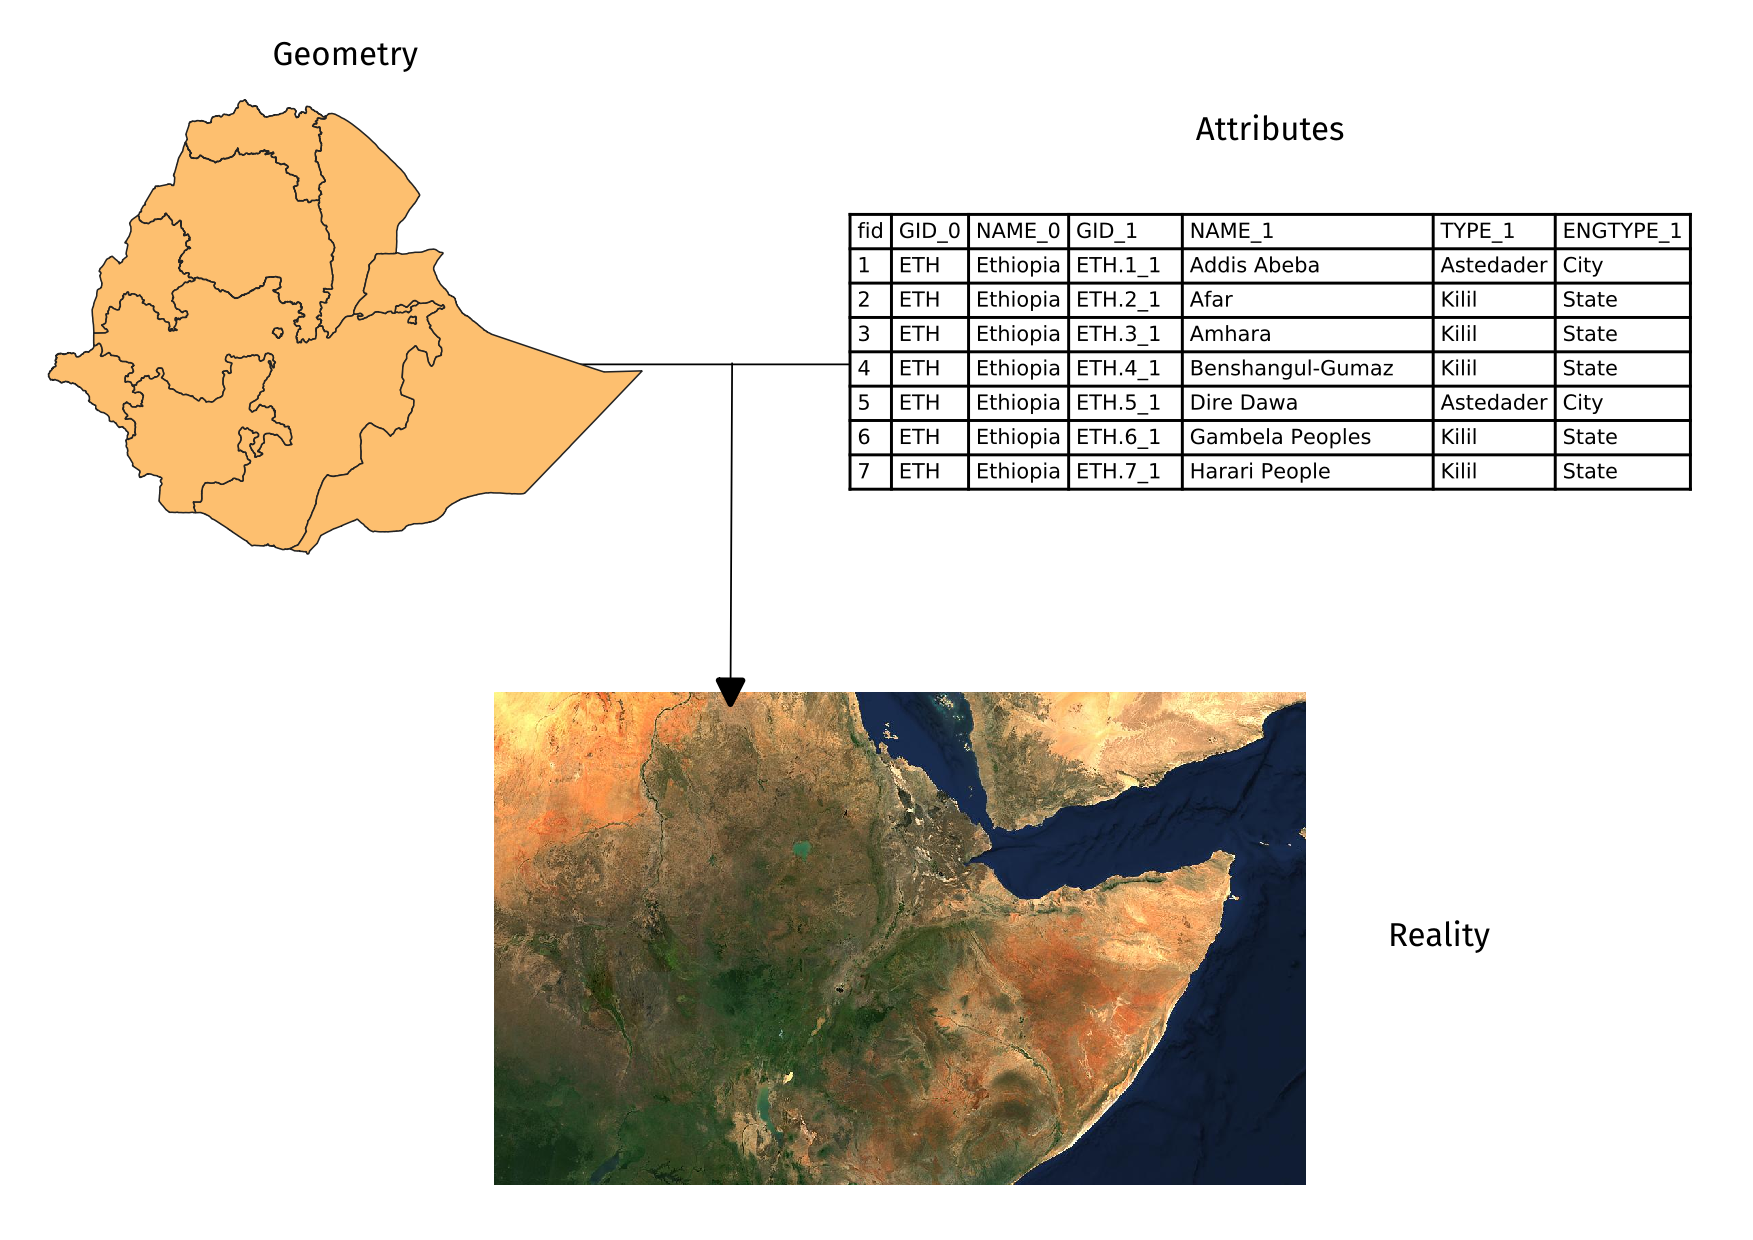 Geometry
Attributes
fid GID_0 NAME_0 GID_1 NAME_1 TYPE_1 ENGTYPE_1
1 ETH Ethiopia ETH.1_1 Addis Abeba Astedader City
2 ETH Ethiopia ETH.2_1 Afar Kilil State
3 ETH Ethiopia ETH.3_1 Amhara Kilil State
4 ETH Ethiopia ETH.4_1 Benshangul-Gumaz Kilil State
5 ETH Ethiopia ETH.5_1 Dire Dawa Astedader City
6 ETH Ethiopia ETH.6_1 Gambela Peoples Kilil State
7 ETH Ethiopia ETH.7_1 Harari People Kilil State
Reality